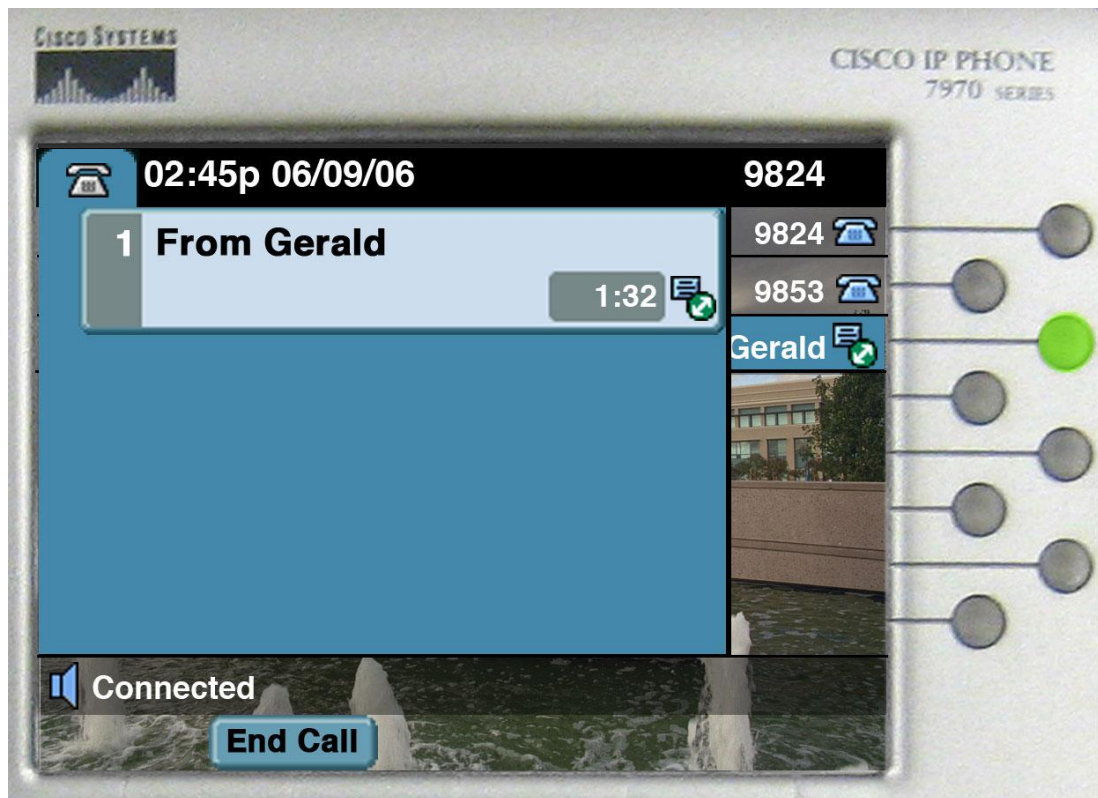 CISCO SYSTEMS
CISCO IP PHONE
7970 SERIES
02:45p 06/09/06 9824
1 From Gerald
1:32
9824
9853
Gerald
Connected
End Call